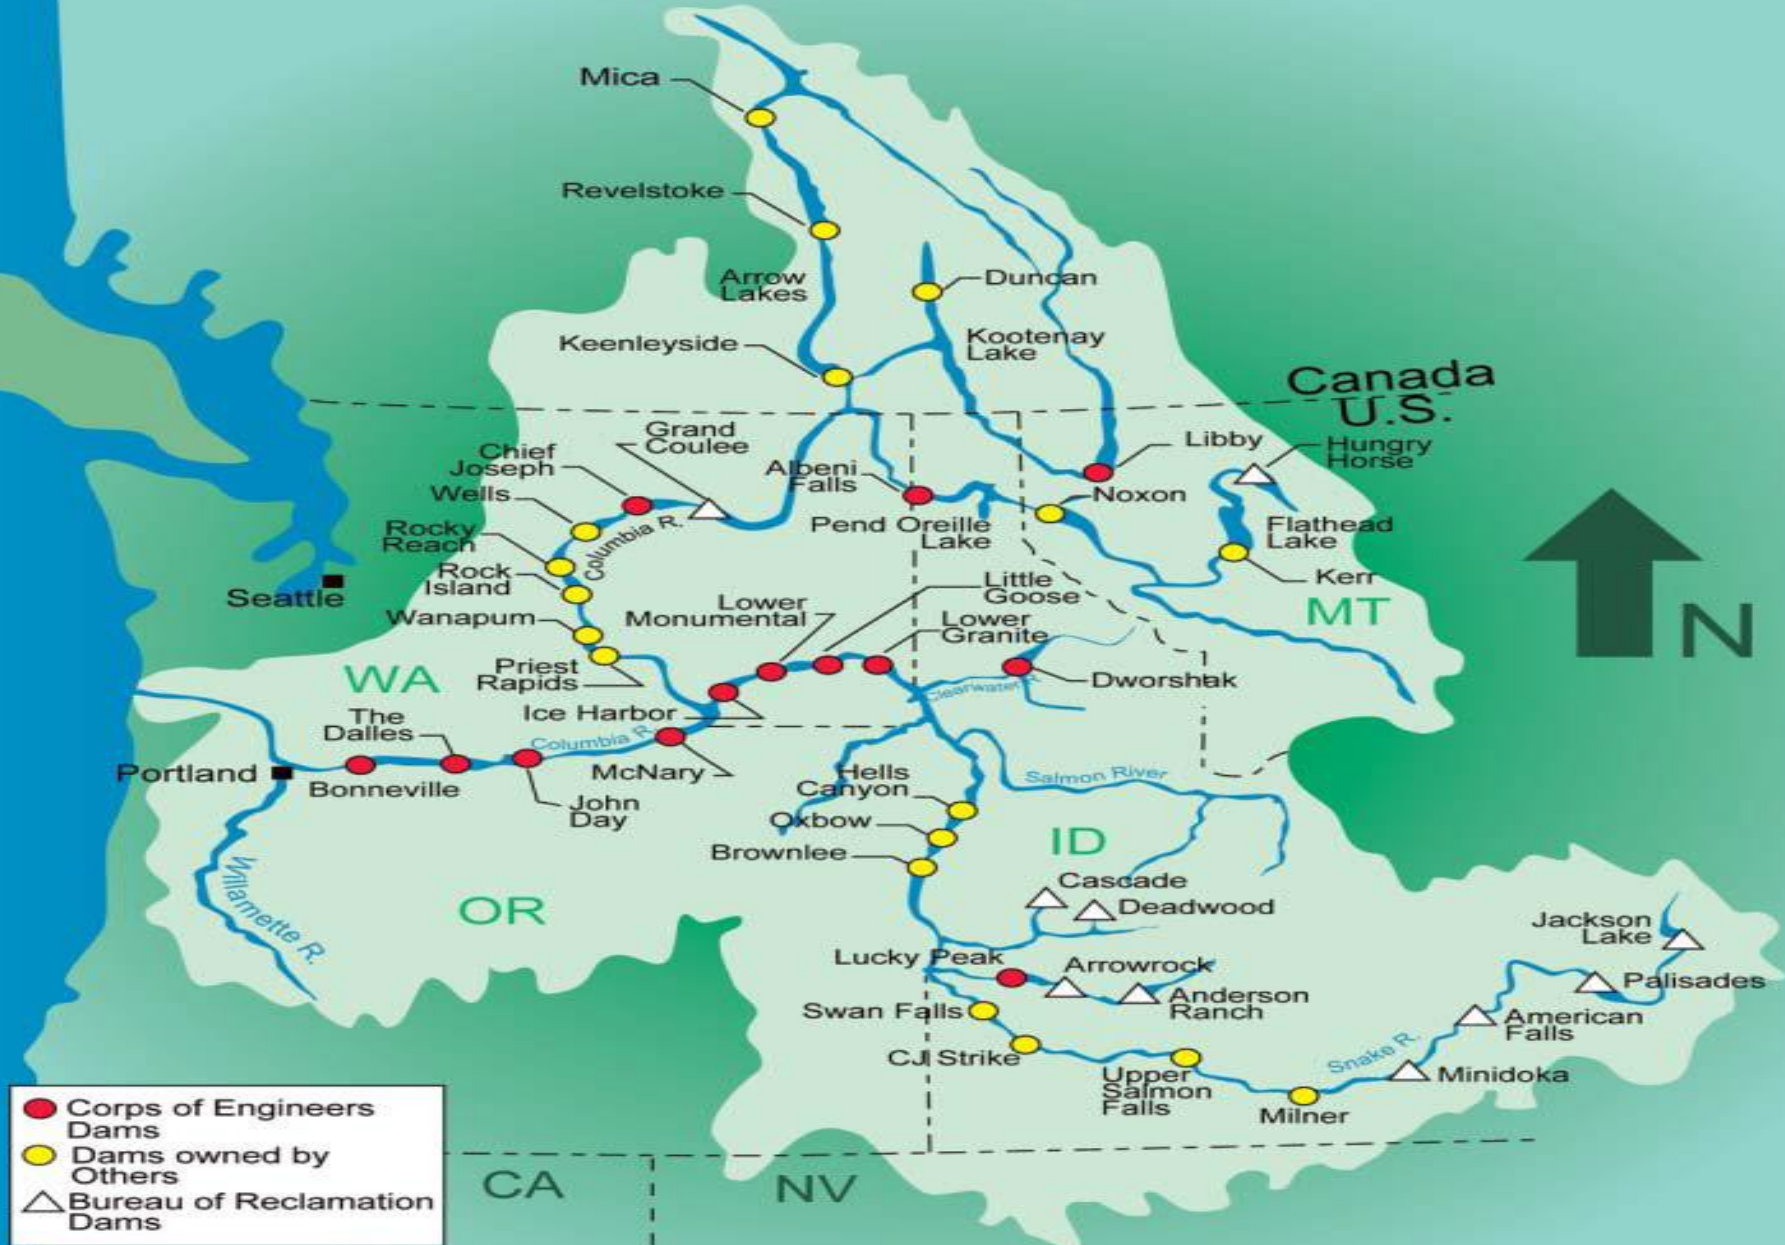 Mica
Revelstoke
Arrow
Lakes
Duncan
Keenleyside
Kootenay
Lake
Canada
U.S.
Grand
Coulee
Chief
Joseph
Libby
Hungry
Horse
Albeni
Falls
Wells
Noxon
Columbia R.
Pend Oreille
Lake
Flathead
Lake
Rocky
Reach
Rock
Island
Kerr
Seattle
Little
Goose
Lower
Monumental
Wanapum
Lower
Granite
MT
N
Priest
Rapids
WA
Dworshak
Clearwater R.
Ice Harbor
The
Dalles
Columbia R.
Portland
Bonneville
McNary
John
Day
Hells
Canyon
Salmon River
Oxbow
Brownlee
ID
Cascade
Deadwood
Willamette R.
OR
Jackson
Lake
Lucky Peak
Arrowrock
Palisades
Anderson
Ranch
Swan Falls
American
Falls
CJ Strike
Snake R.
Upper
Salmon
Falls
Minidoka
Milner
Corps of Engineers
Dams
Dams owned by
Others
Bureau of Reclamation
Dams
CA
NV